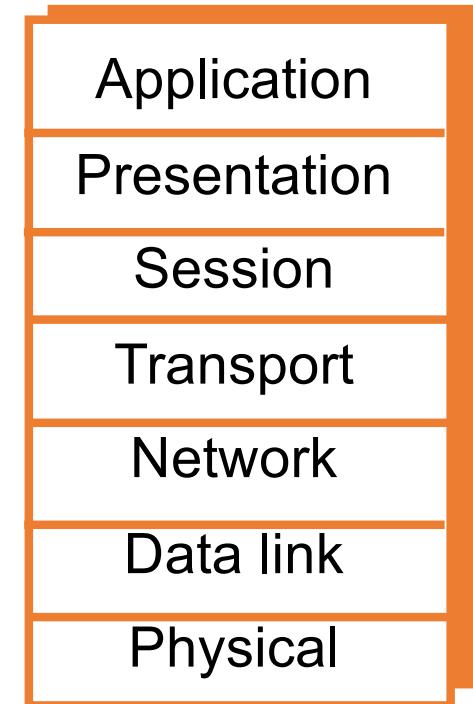 Application
Presentation
Session
Transport
Network
Data link
Physical